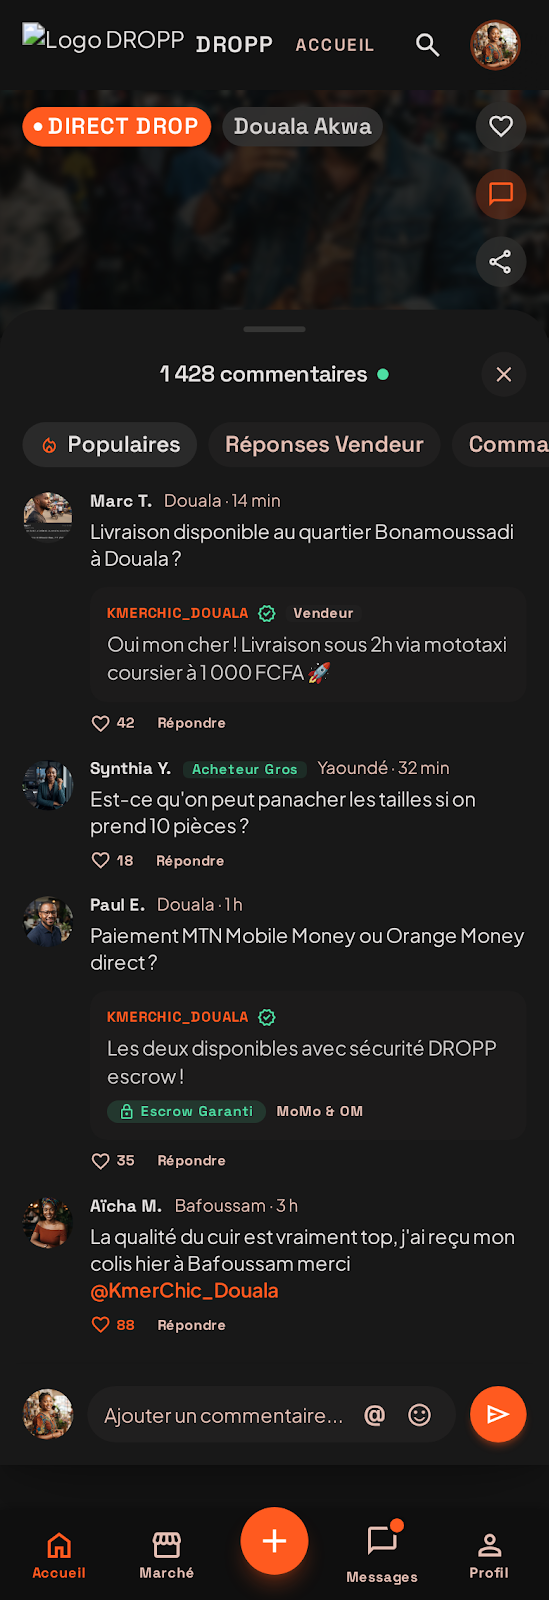 Logo DROPP DROPP ACCUEIL
DIRECT DROP Douala Akwa
1 428 commentaires
Populaires Réponses Vendeur Comma
Marc T. Douala · 14 min
Livraison disponible au quartier Bonamoussadi
à Douala ?
KMERCHIC_DOUALA Vendeur
Oui mon cher ! Livraison sous 2h via mototaxi
coursier à 1 000 FCFA 🚀
42 Répondre
Synthia Y. Acheteur Gros Yaoundé · 32 min
Est-ce qu'on peut panacher les tailles si on
prend 10 pièces ?
18 Répondre
Paul E. Douala · 1 h
Paiement MTN Mobile Money ou Orange Money
direct ?
KMERCHIC_DOUALA
Les deux disponibles avec sécurité DROPP
escrow !
Escrow Garanti MoMo & OM
35 Répondre
Aïcha M. Bafoussam · 3 h
La qualité du cuir est vraiment top, j'ai reçu mon
colis hier à Bafoussam merci
@KmerChic_Douala
88 Répondre
Ajouter un commentaire... @
Accueil Marché Messages Profil